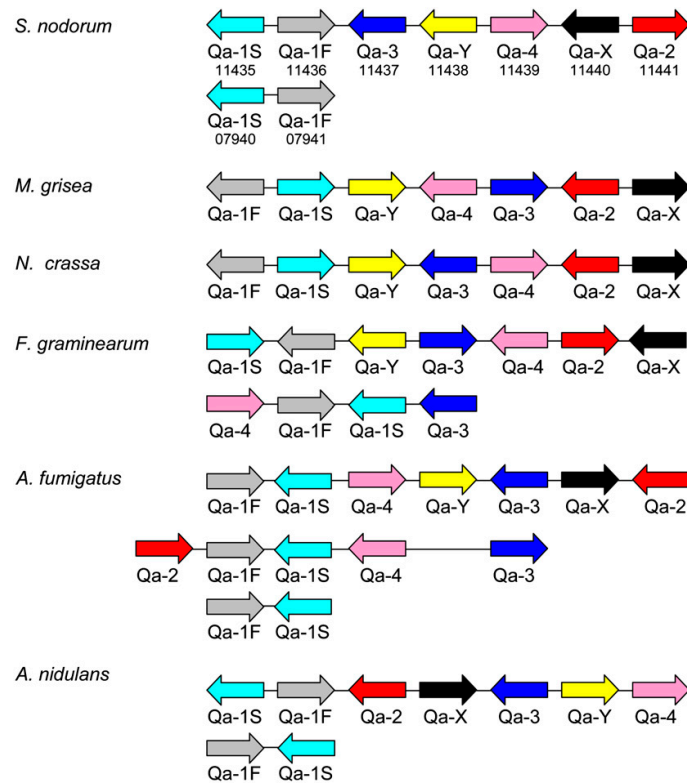 S. nodorum
Qa-1S Qa-1F Qa-3 Qa-Y Qa-4 Qa-X Qa-2
11435 11436 11437 11438 11439 11440 11441
Qa-1S Qa-1F
07940 07941
M. grisea
Qa-1F Qa-1S Qa-Y Qa-4 Qa-3 Qa-2 Qa-X
N. crassa
Qa-1F Qa-1S Qa-Y Qa-3 Qa-4 Qa-2 Qa-X
F. graminearum
Qa-1S Qa-1F Qa-Y Qa-3 Qa-4 Qa-2 Qa-X
Qa-4 Qa-1F Qa-1S Qa-3
A. fumigatus
Qa-1F Qa-1S Qa-4 Qa-Y Qa-3 Qa-X Qa-2
Qa-2 Qa-1F Qa-1S Qa-4 Qa-3
Qa-1F Qa-1S
A. nidulans
Qa-1S Qa-1F Qa-2 Qa-X Qa-3 Qa-Y Qa-4
Qa-1F Qa-1S